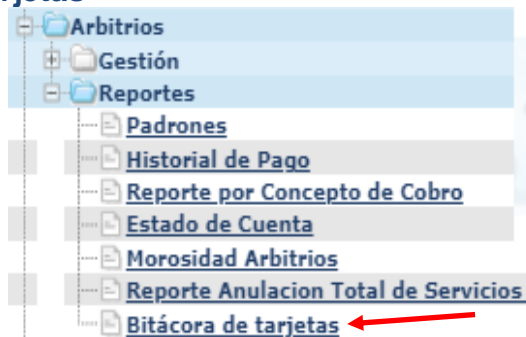 Arbitrios
Gestión
Reportes
Padrones
Historial de Pago
Reporte por Concepto de Cobro
Estado de Cuenta
Morosidad Arbitrios
Reporte Anulacion Total de Servicios
Bitácora de tarjetas